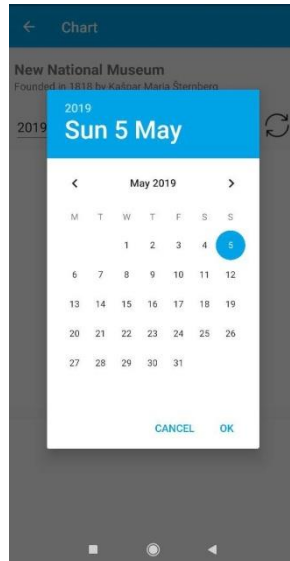 Chart
New National Museum
Founded in 1818 by Kašpar Maria Šternberg
2019
2019
Sun 5 May
May 2019
M T W T F S S
1 2 3 4 5
6 7 8 9 10 11 12
13 14 15 16 17 18 19
20 21 22 23 24 25 26
27 28 29 30 31
CANCEL OK